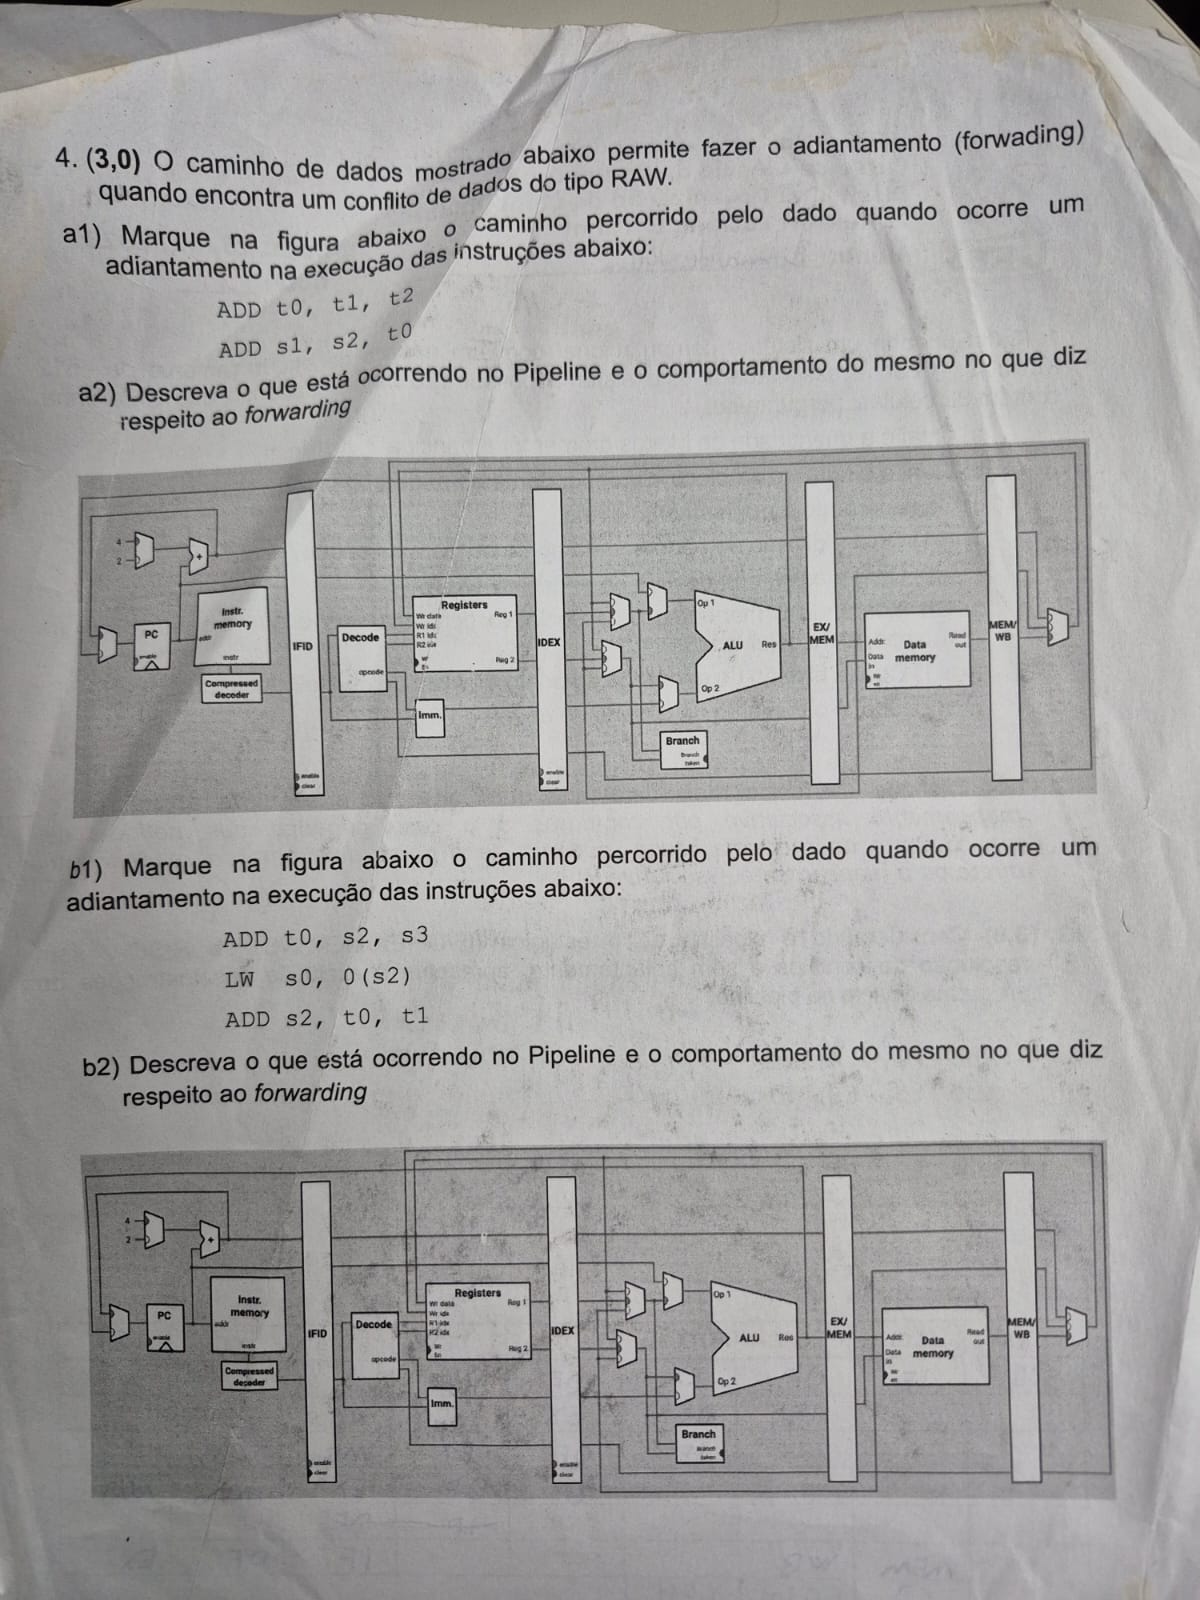 4. (3,0) O caminho de dados mostrado abaixo permite fazer o adiantamento (forwading)
quando encontra um conflito de dados do tipo RAW.
a1) Marque na figura abaixo o caminho percorrido pelo dado quando ocorre um
adiantamento na execução das instruções abaixo:
ADD t0, t1, t2
ADD s1, s2, t0
a2) Descreva o que está ocorrendo no Pipeline e o comportamento do mesmo no que diz
respeito ao forwarding
4
2
+
PC
enable
Instr.
memory
addr
instr
Compressed
decoder
IFID
enable
clear
Decode
opcode
Registers
Wr data
Wr idx
R1 idx
R2 idx
Wr
En
Reg 1
Reg 2
Imm.
IDEX
enable
clear
Op 1
ALU
Res
Op 2
Branch
Branch
taken
EX/
MEM
Addr.
Data
in
Wr
en
Data
memory
Read
out
MEM/
WB
b1) Marque na figura abaixo o caminho percorrido pelo dado quando ocorre um
adiantamento na execução das instruções abaixo:
ADD t0, s2, s3
LW s0, 0(s2)
ADD s2, t0, t1
b2) Descreva o que está ocorrendo no Pipeline e o comportamento do mesmo no que diz
respeito ao forwarding
4
2
+
PC
enable
Instr.
memory
addr
instr
Compressed
decoder
IFID
enable
clear
Decode
opcode
Registers
Wr data
Wr idx
R1 idx
R2 idx
Wr
En
Reg 1
Reg 2
Imm.
IDEX
enable
clear
Op 1
ALU
Res
Op 2
Branch
Branch
taken
EX/
MEM
Addr.
Data
in
Wr
en
Data
memory
Read
out
MEM/
WB